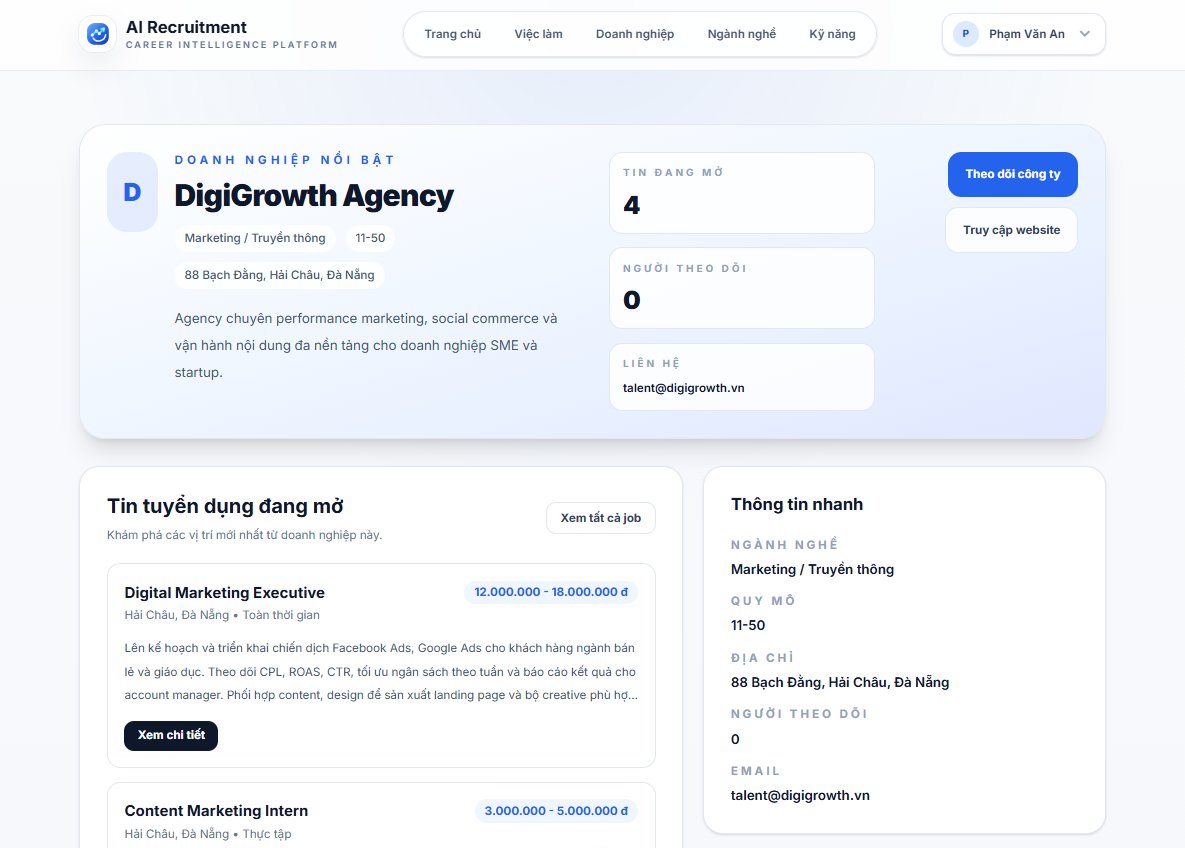 AI Recruitment
CAREER INTELLIGENCE PLATFORM
Trang chủ
Việc làm
Doanh nghiệp
Ngành nghề
Kỹ năng
P
Phạm Văn An
D
DOANH NGHIỆP NỔI BẬT
DigiGrowth Agency
Marketing / Truyền thông
11-50
88 Bạch Đằng, Hải Châu, Đà Nẵng
Agency chuyên performance marketing, social commerce và
vận hành nội dung đa nền tảng cho doanh nghiệp SME và
startup.
TIN ĐANG MỞ
4
NGƯỜI THEO DÕI
0
LIÊN HỆ
talent@digigrowth.vn
Theo dõi công ty
Truy cập website
Tin tuyển dụng đang mở
Khám phá các vị trí mới nhất từ doanh nghiệp này.
Xem tất cả job
Digital Marketing Executive
12.000.000 - 18.000.000 đ
Hải Châu, Đà Nẵng • Toàn thời gian
Lên kế hoạch và triển khai chiến dịch Facebook Ads, Google Ads cho khách hàng ngành bán
lẻ và giáo dục. Theo dõi CPL, ROAS, CTR, tối ưu ngân sách theo tuần và báo cáo kết quả cho
account manager. Phối hợp content, design để sản xuất landing page và bộ creative phù hợ...
Xem chi tiết
Content Marketing Intern
3.000.000 - 5.000.000 đ
Hải Châu, Đà Nẵng • Thực tập
Thông tin nhanh
NGÀNH NGHỀ
Marketing / Truyền thông
QUY MÔ
11-50
ĐỊA CHỈ
88 Bạch Đằng, Hải Châu, Đà Nẵng
NGƯỜI THEO DÕI
0
EMAIL
talent@digigrowth.vn